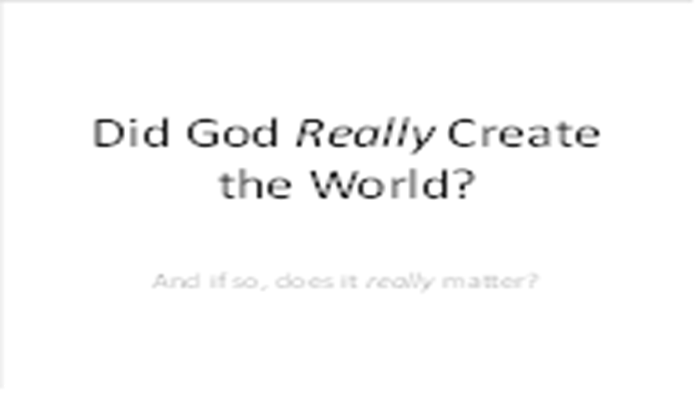 Did God Really Create
the World?
And if so, does it really matter?